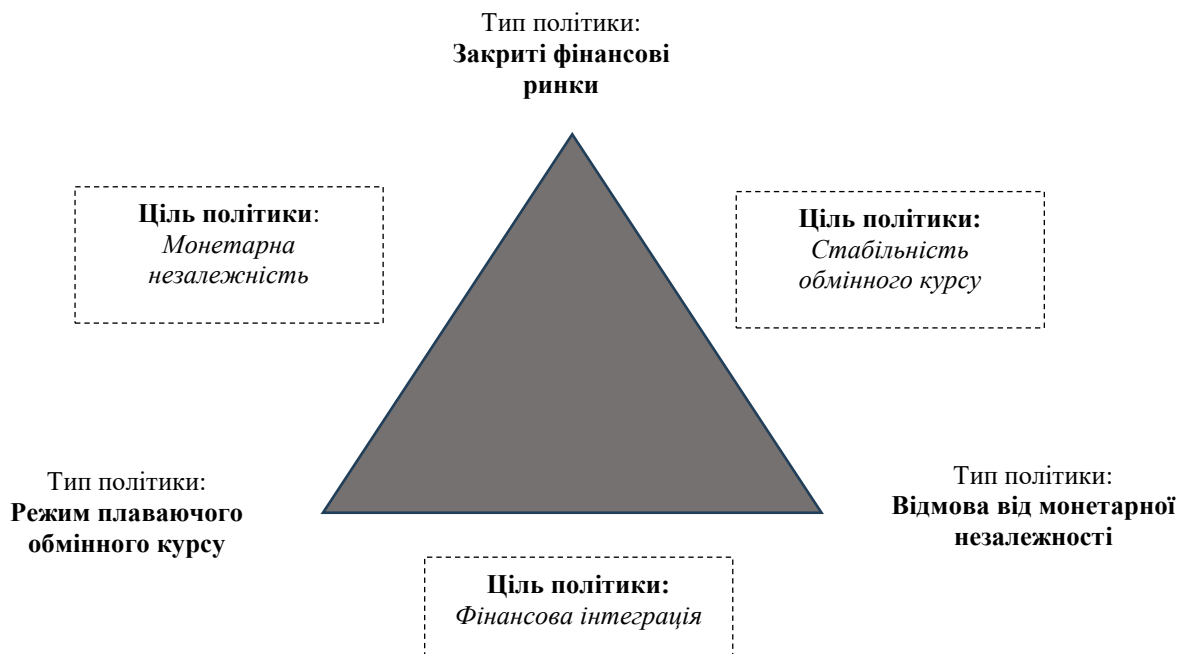 Тип політики:
Закриті фінансові
ринки
Ціль політики:
Монетарна
незалежність
Ціль політики:
Стабільність
обмінного курсу
Тип політики:
Режим плаваючого
обмінного курсу
Тип політики:
Відмова від монетарної
незалежності
Ціль політики:
Фінансова інтеграція